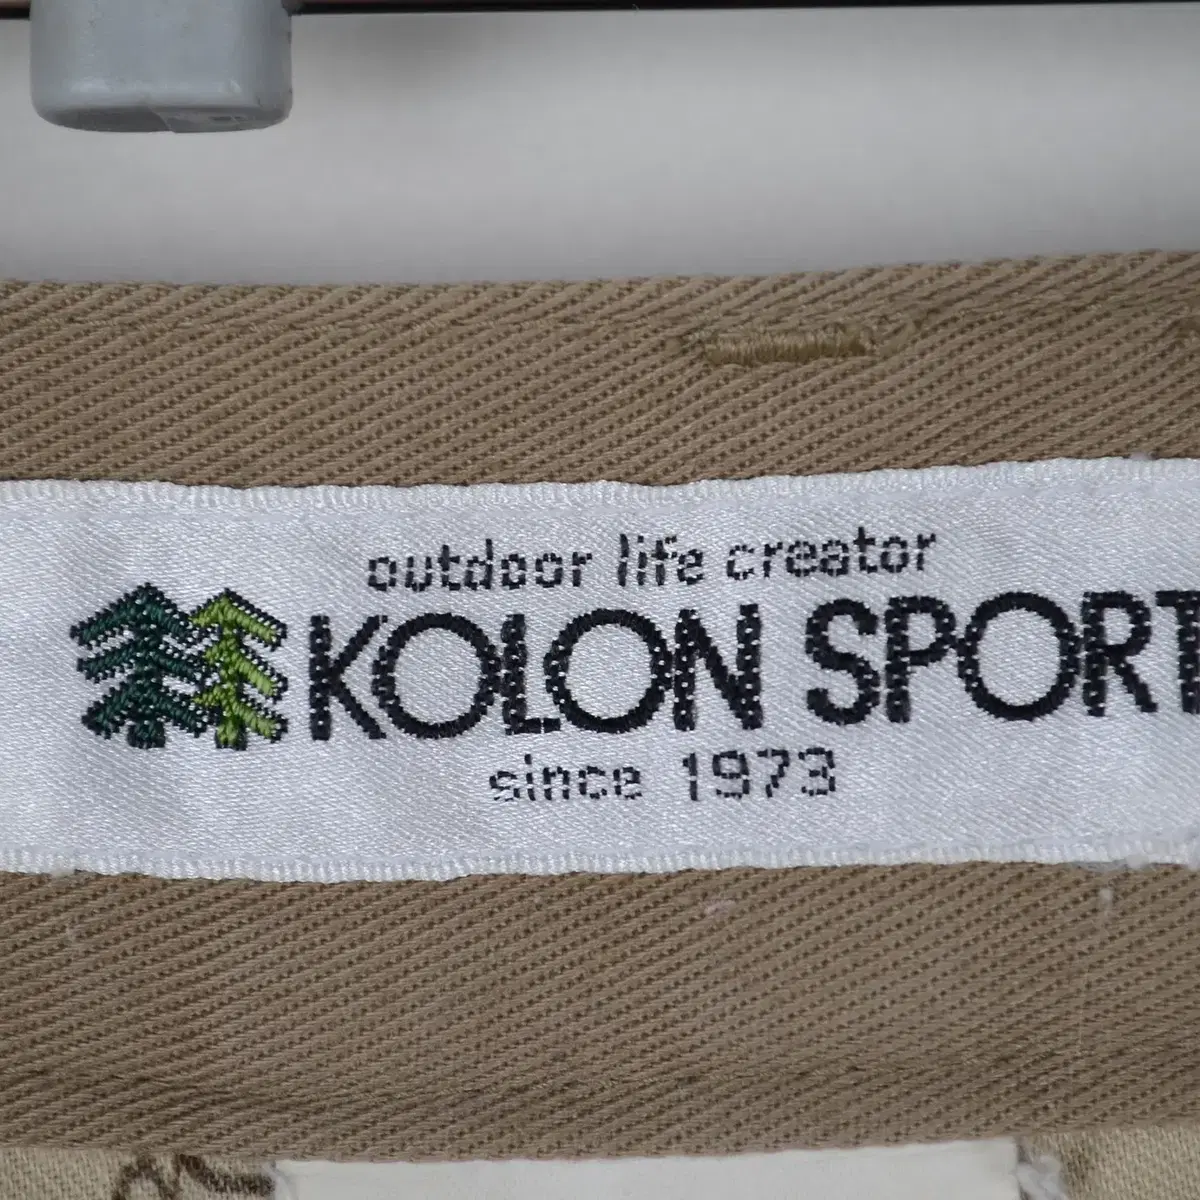 outdoor life creator
KOLON SPORT
since 1973